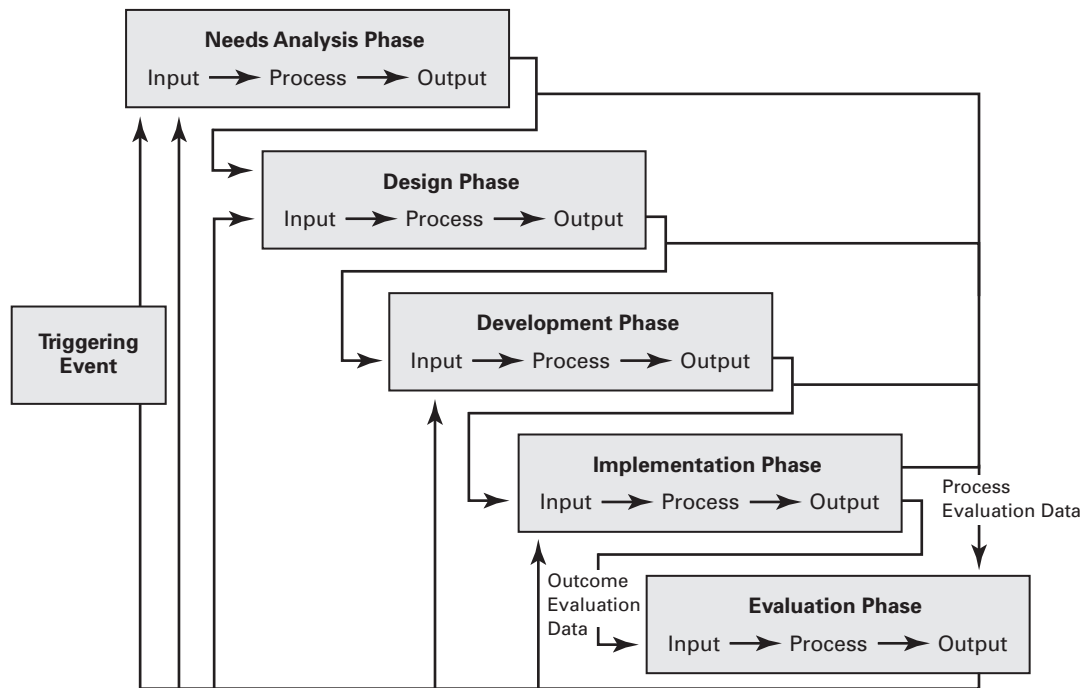 Needs Analysis Phase
Input Process Output
Design Phase
Input Process Output
Triggering
Event
Development Phase
Input Process Output
Implementation Phase
Input Process Output
Process
Evaluation Data
Outcome
Evaluation
Data
Evaluation Phase
Input Process Output